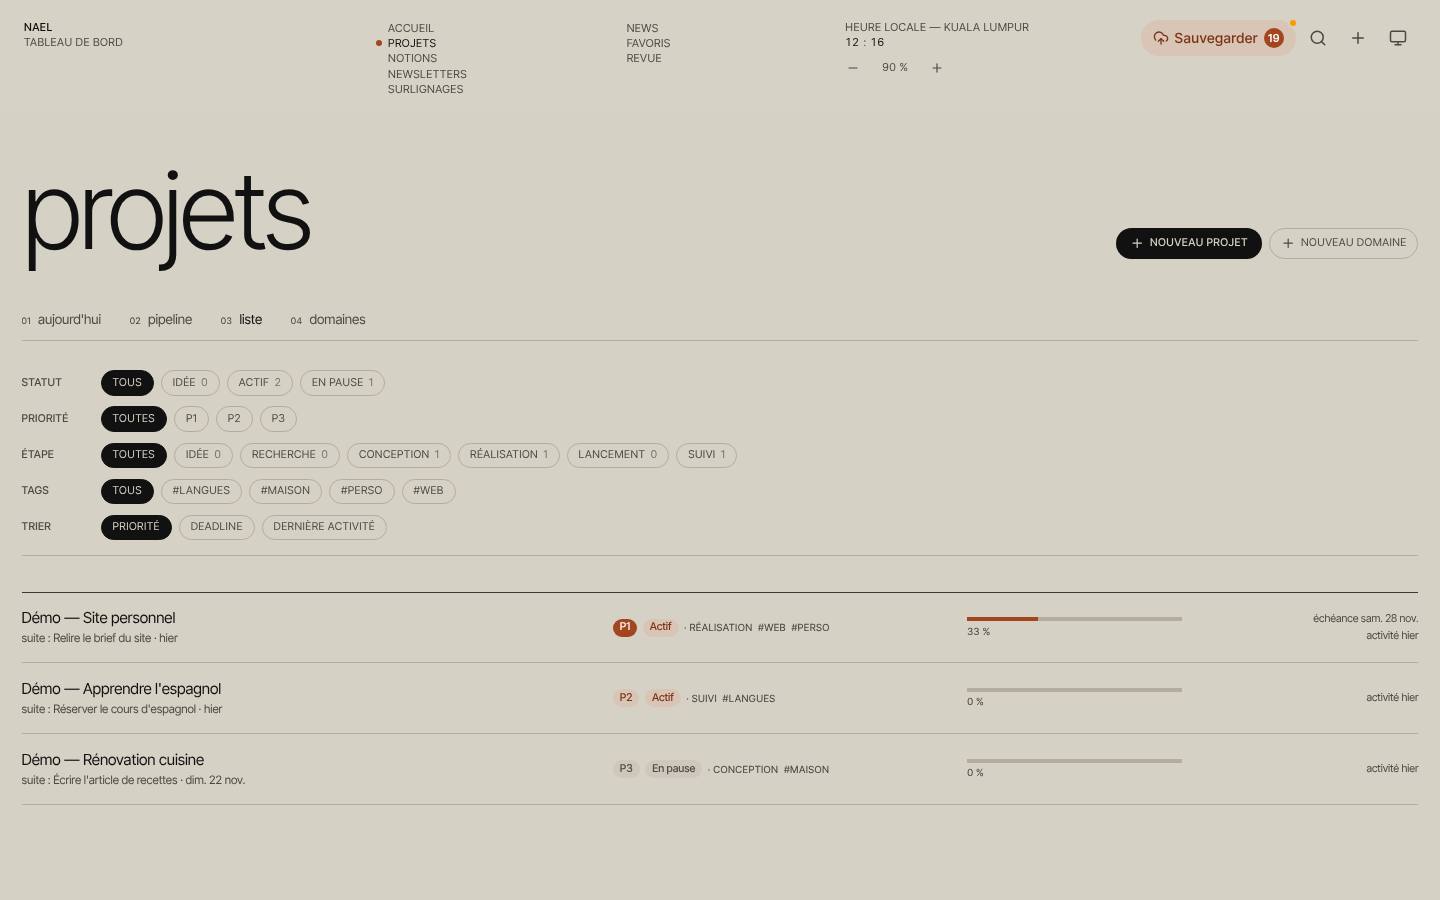 NAEL
TABLEAU DE BORD
ACCUEIL
PROJETS
NOTIONS
NEWSLETTERS
SURLIGNAGES
NEWS
FAVORIS
REVUE
HEURE LOCALE — KUALA LUMPUR
12 : 16
90 %
Sauvegarder 19
projets
NOUVEAU PROJET
NOUVEAU DOMAINE
01 aujourd'hui 02 pipeline 03 liste 04 domaines
STATUT TOUS IDÉE 0 ACTIF 2 EN PAUSE 1
PRIORITÉ TOUTES P1 P2 P3
ÉTAPE TOUTES IDÉE 0 RECHERCHE 0 CONCEPTION 1 RÉALISATION 1 LANCEMENT 0 SUIVI 1
TAGS TOUS #LANGUES #MAISON #PERSO #WEB
TRIER PRIORITÉ DEADLINE DERNIÈRE ACTIVITÉ
Démo — Site personnel
suite : Relire le brief du site · hier
P1 Actif · RÉALISATION #WEB #PERSO
33 %
échéance sam. 28 nov.
activité hier
Démo — Apprendre l'espagnol
suite : Réserver le cours d'espagnol · hier
P2 Actif · SUIVI #LANGUES
0 %
activité hier
Démo — Rénovation cuisine
suite : Écrire l'article de recettes · dim. 22 nov.
P3 En pause · CONCEPTION #MAISON
0 %
activité hier